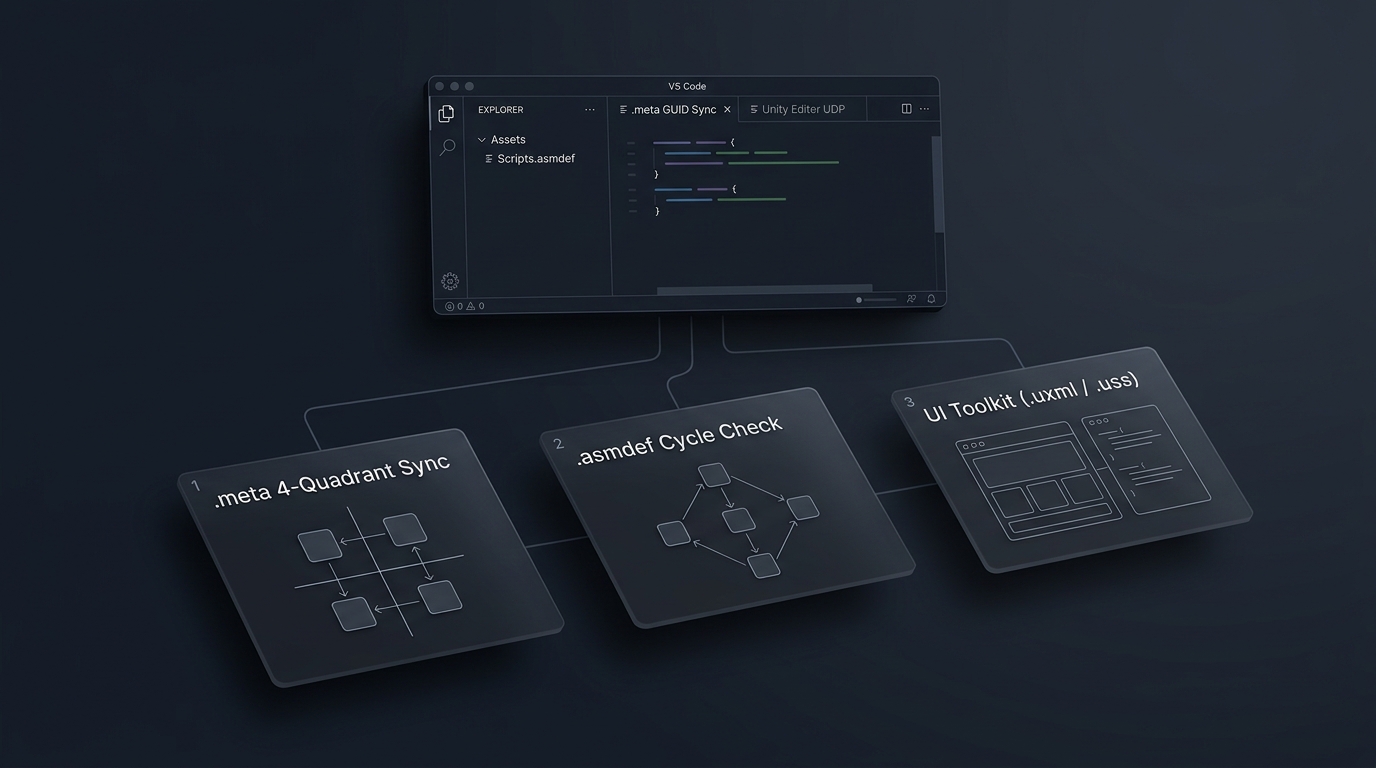 VS Code
EXPLORER
.meta GUID Sync
Unity Editer UDP
Assets
Scripts.asmdef
0 0
1
.meta 4-Quadrant Sync
2
.asmdef Cycle Check
3
UI Toolkit (.uxml / .uss)